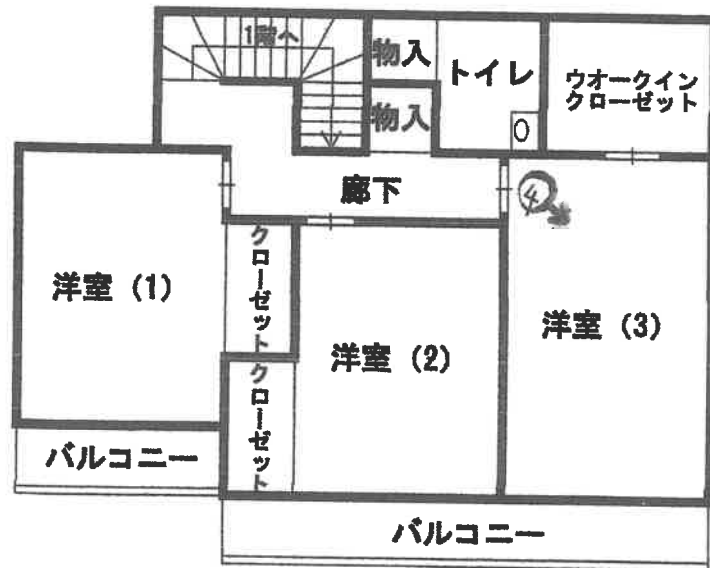 1階へ
物入
トイレ
ウオークイン
クローゼット
物入
廊下
4
洋室 (1)
クローゼット
洋室 (2)
洋室 (3)
クローゼット
バルコニー
バルコニー